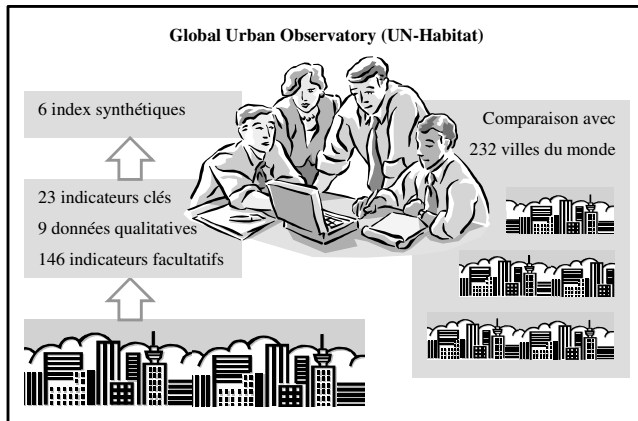 Global Urban Observatory (UN-Habitat)
6 index synthétiques
23 indicateurs clés
9 données qualitatives
146 indicateurs facultatifs
Comparaison avec
232 villes du monde